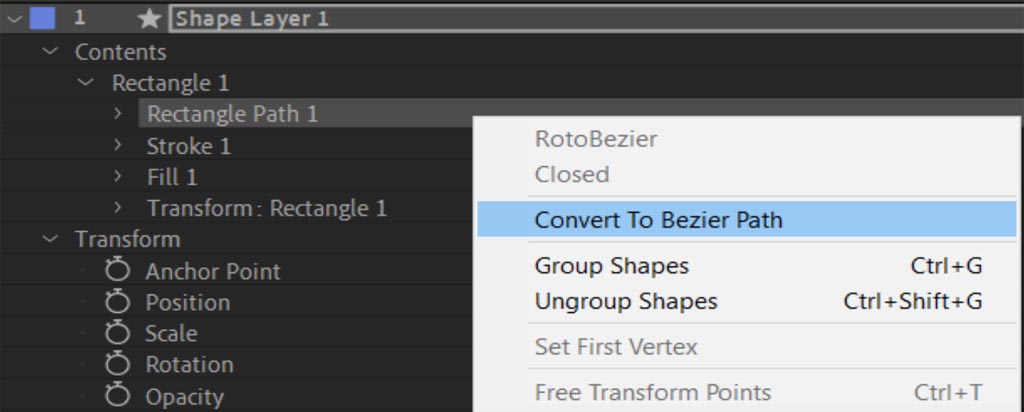 1 Shape Layer 1
Contents
Rectangle 1
Rectangle Path 1
Stroke 1
Fill 1
Transform: Rectangle 1
Transform
Anchor Point
Position
Scale
Rotation
Opacity
RotoBezier
Closed
Convert To Bezier Path
Group Shapes Ctrl+G
Ungroup Shapes Ctrl+Shift+G
Set First Vertex
Free Transform Points Ctrl+T